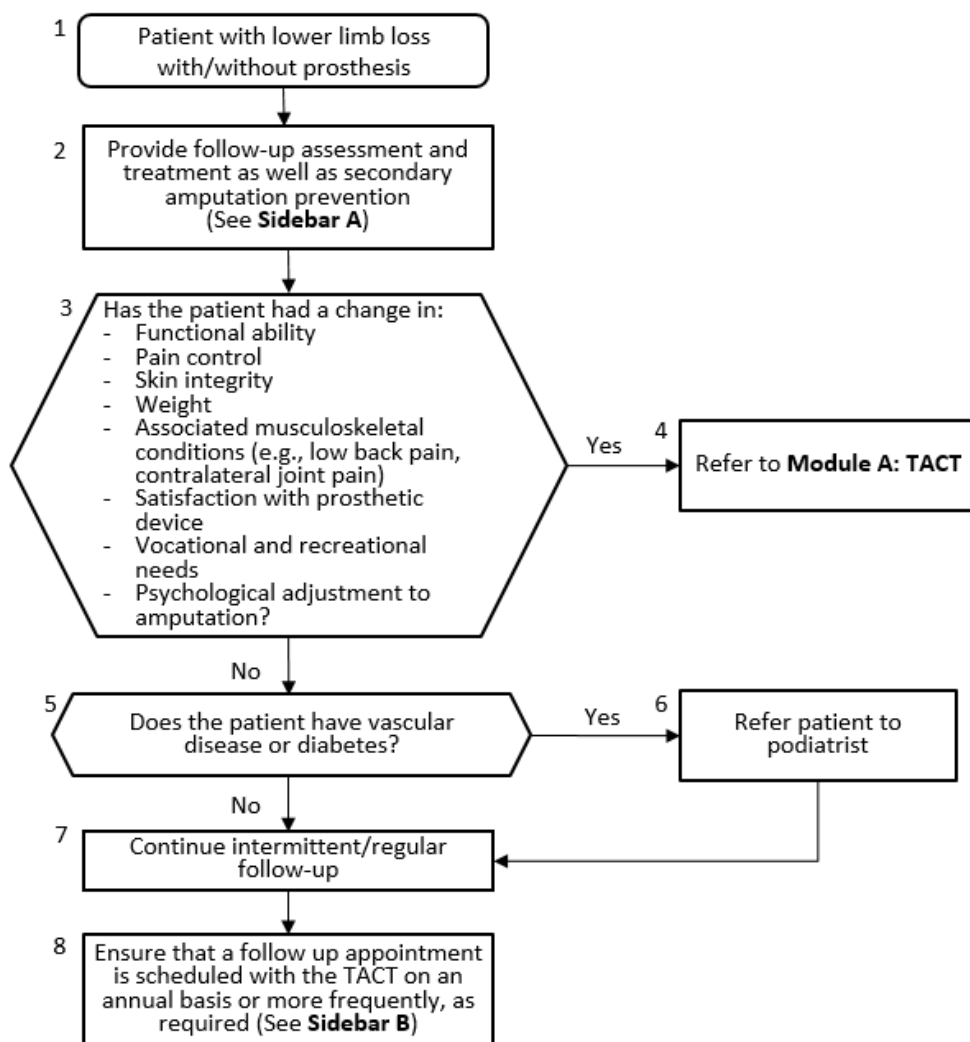 1
Patient with lower limb loss
with/without prosthesis
2
Provide follow-up assessment and
treatment as well as secondary
amputation prevention
(See Sidebar A)
3
Has the patient had a change in:
- Functional ability
- Pain control
- Skin integrity
- Weight
- Associated musculoskeletal
conditions (e.g., low back pain,
contralateral joint pain)
- Satisfaction with prosthetic
device
- Vocational and recreational
needs
- Psychological adjustment to
amputation?
Yes
4
Refer to Module A: TACT
No
5
Does the patient have vascular
disease or diabetes?
Yes
6
Refer patient to
podiatrist
No
7
Continue intermittent/regular
follow-up
8
Ensure that a follow up appointment
is scheduled with the TACT on an
annual basis or more frequently, as
required (See Sidebar B)